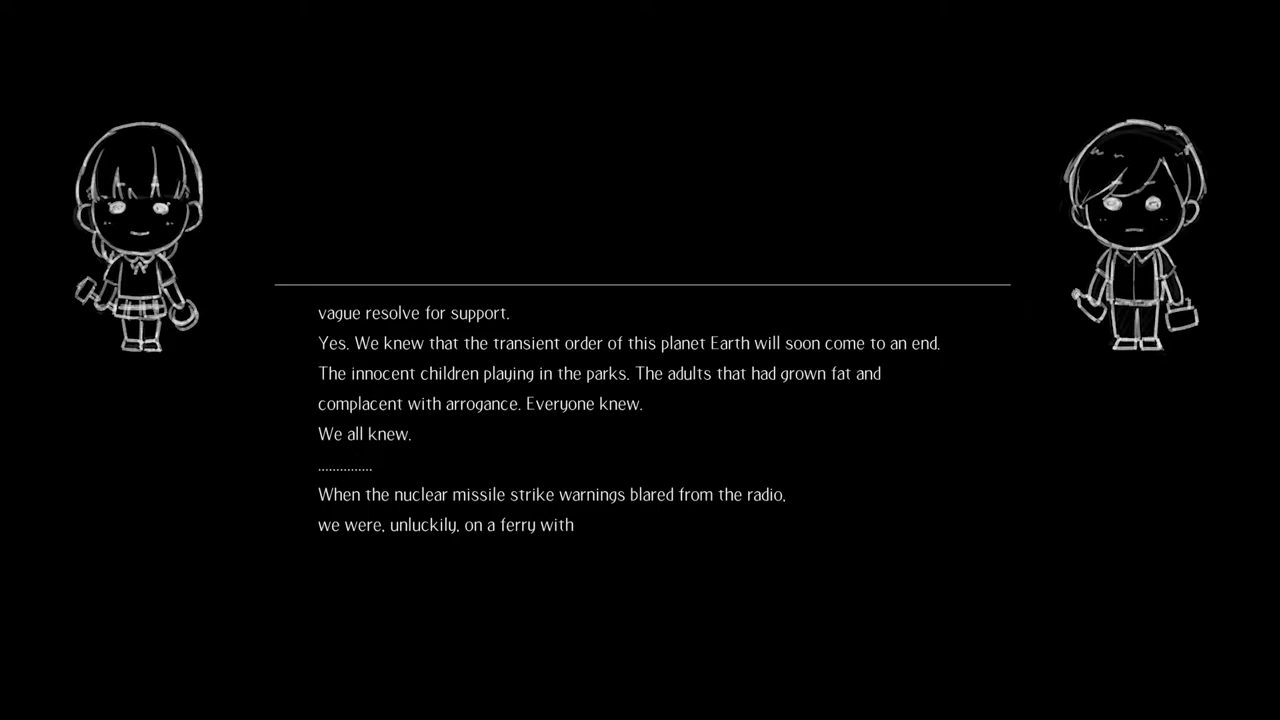 vague resolve for support.
Yes. We knew that the transient order of this planet Earth will soon come to an end.
The innocent children playing in the parks. The adults that had grown fat and
complacent with arrogance. Everyone knew.
We all knew.
...............
When the nuclear missile strike warnings blared from the radio,
we were, unluckily, on a ferry with